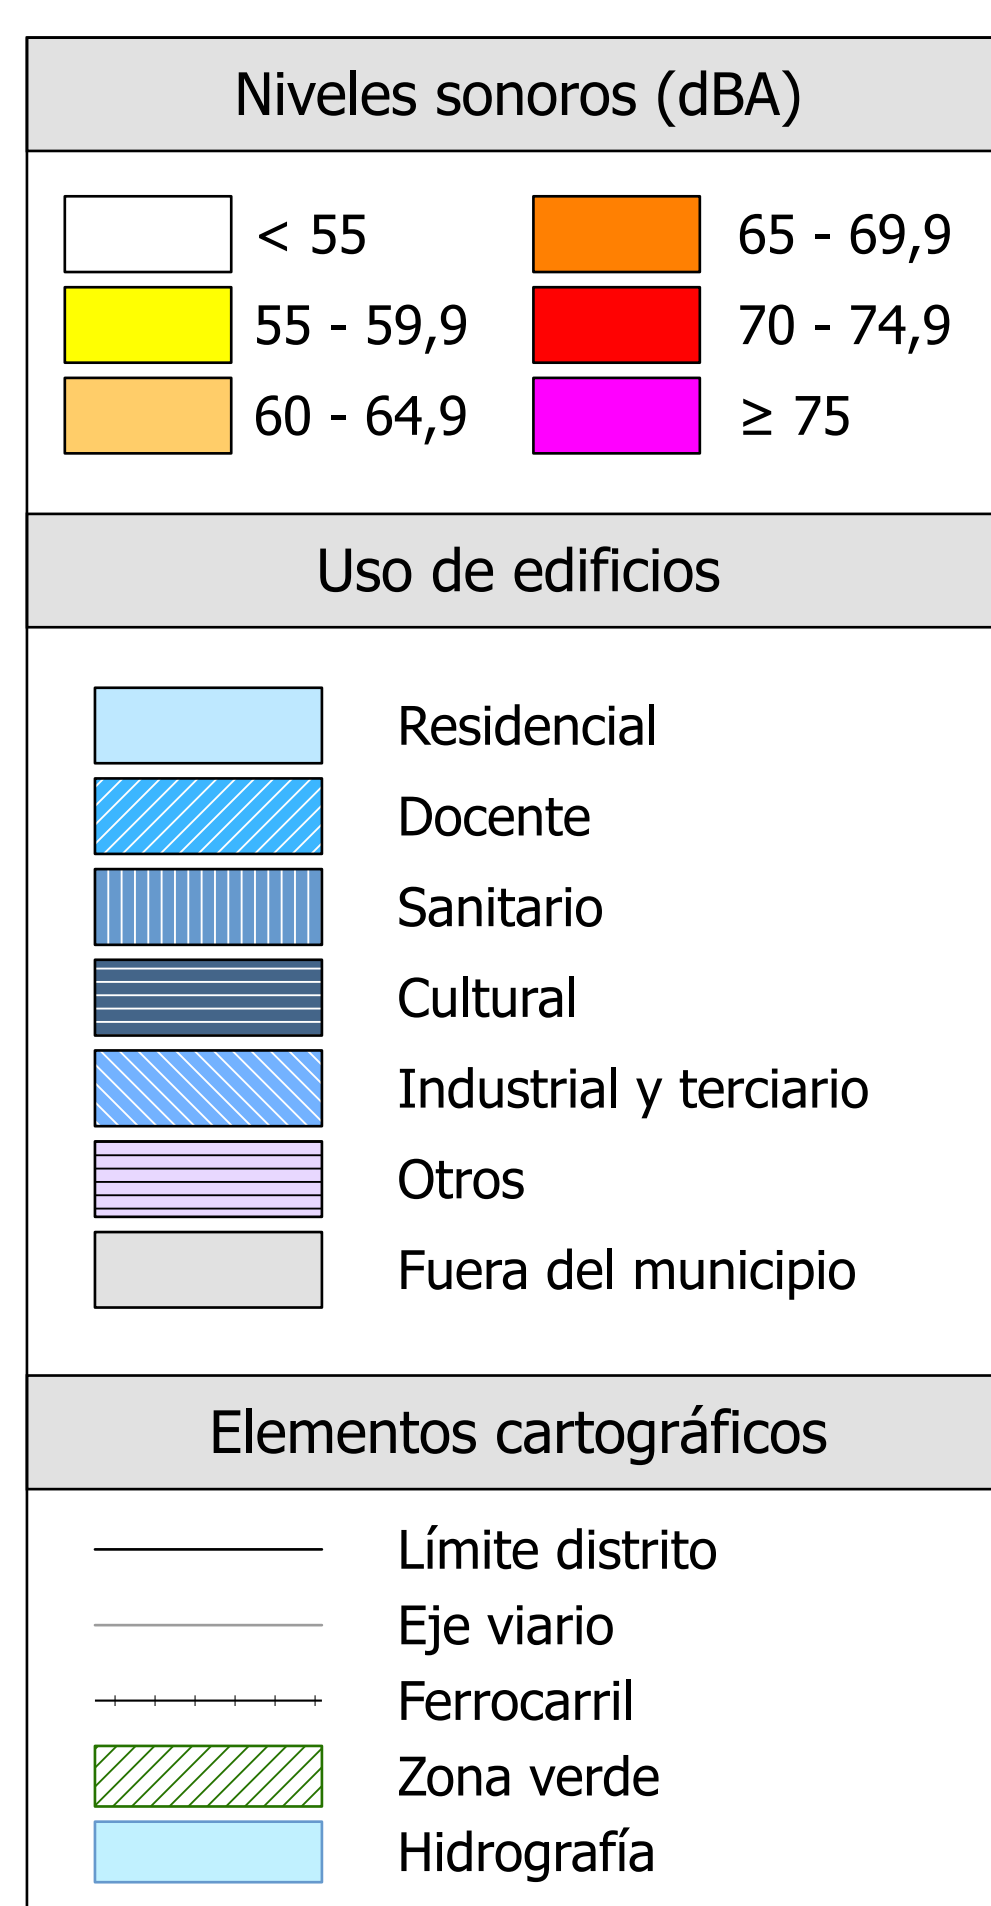 Niveles sonoros (dBA)
< 55
65 - 69,9
55 - 59,9
70 - 74,9
60 - 64,9
≥ 75
Uso de edificios
Residencial
Docente
Sanitario
Cultural
Industrial y terciario
Otros
Fuera del municipio
Elementos cartográficos
Límite distrito
Eje viario
Ferrocarril
Zona verde
Hidrografía